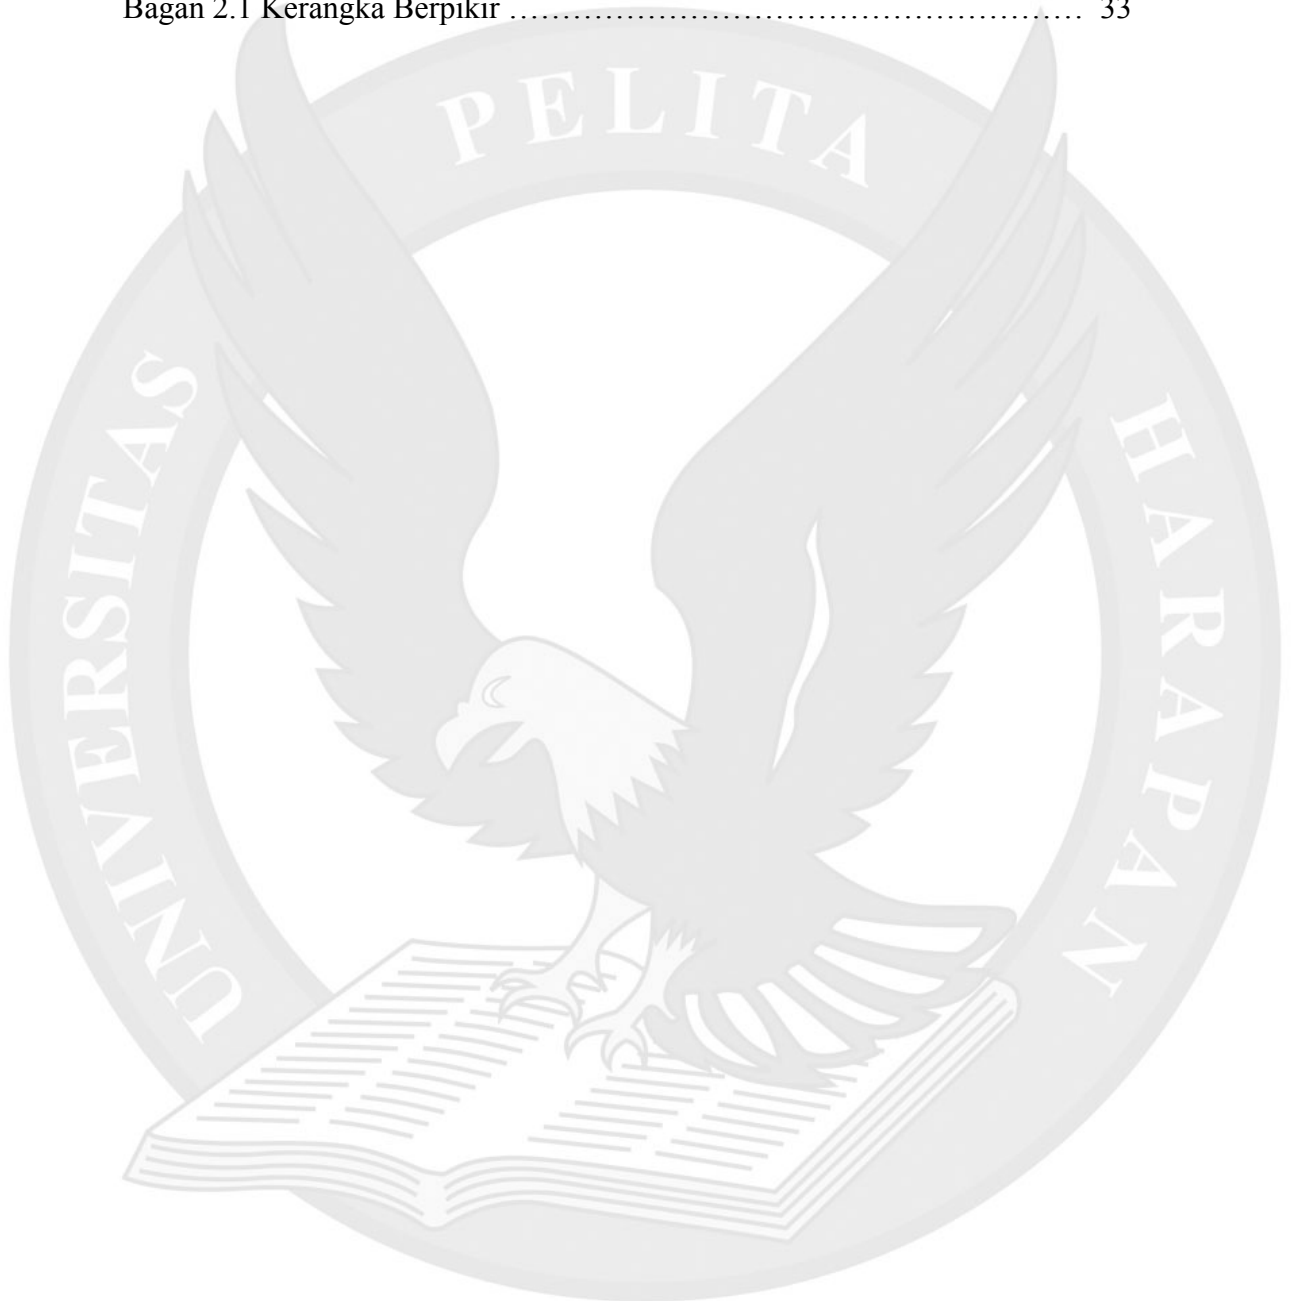 Bagan 2.1 Kerangka Berpikir ………………………………………………… 33
UNIVERSITAS PELITA HARAPAN